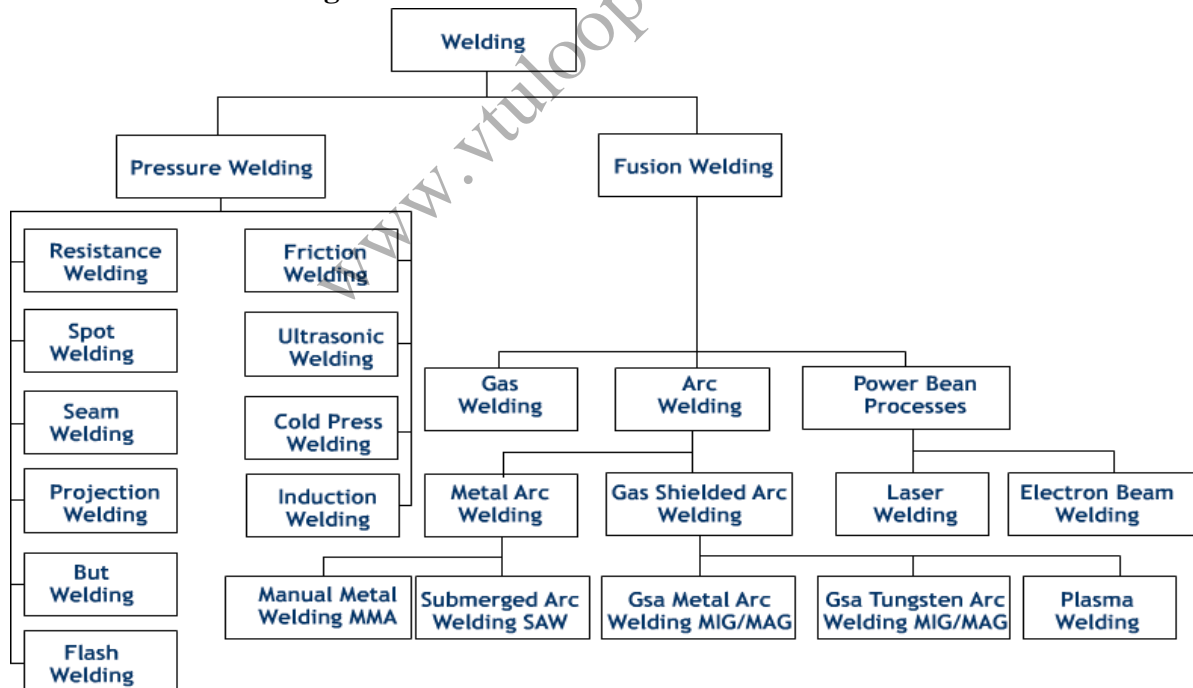 Welding
Pressure Welding
Fusion Welding
Resistance
Welding
Spot
Welding
Seam
Welding
Projection
Welding
But
Welding
Flash
Welding
Friction
Welding
Ultrasonic
Welding
Cold Press
Welding
Induction
Welding
Gas
Welding
Arc
Welding
Power Bean
Processes
Metal Arc
Welding
Gas Shielded Arc
Welding
Laser
Welding
Electron Beam
Welding
Manual Metal
Welding MMA
Submerged Arc
Welding SAW
Gsa Metal Arc
Welding MIG/MAG
Gsa Tungsten Arc
Welding MIG/MAG
Plasma
Welding
www.vtuloop